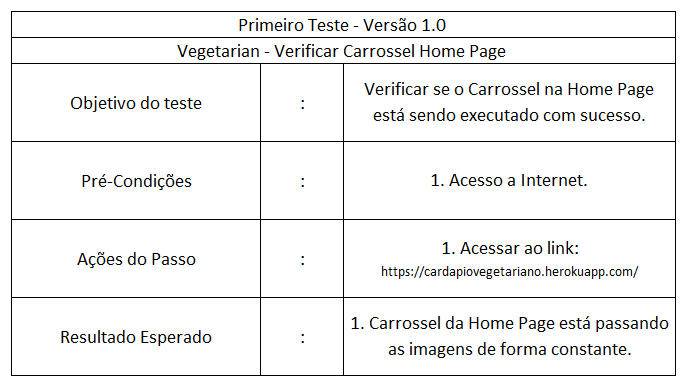 Primeiro Teste - Versão 1.0
Vegetarian - Verificar Carrossel Home Page
Objetivo do teste : Verificar se o Carrossel na Home Page
está sendo executado com sucesso.
Pré-Condições : 1. Acesso a Internet.
Ações do Passo : 1. Acessar ao link:
https://cardapiovegetariano.herokuapp.com/
Resultado Esperado : 1. Carrossel da Home Page está passando
as imagens de forma constante.